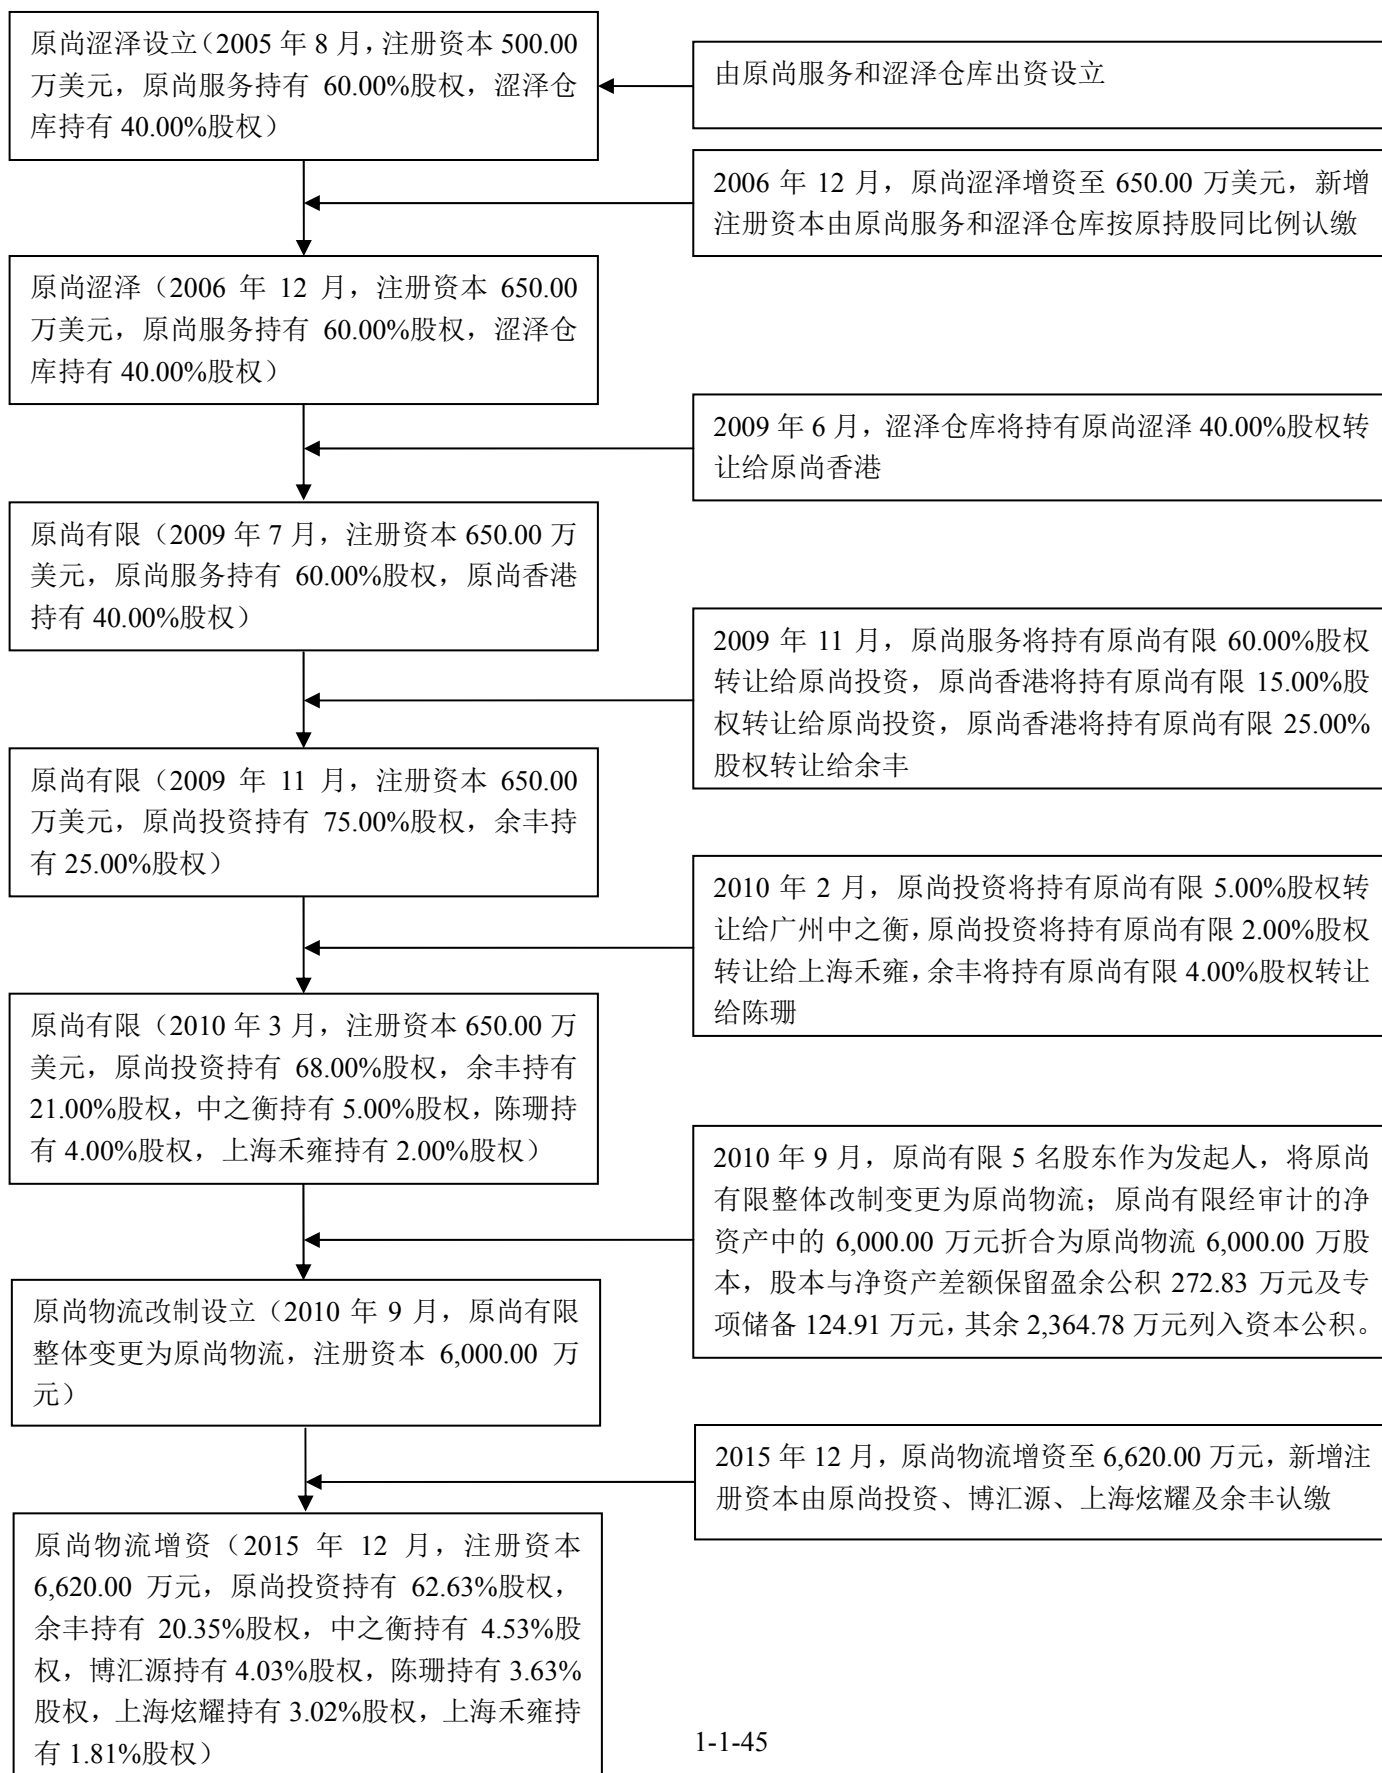 原尚涩泽设立（2005 年 8 月，注册资本 500.00
万美元，原尚服务持有 60.00%股权，涩泽仓
库持有 40.00%股权）
由原尚服务和涩泽仓库出资设立
2006 年 12 月，原尚涩泽增资至 650.00 万美元，新增
注册资本由原尚服务和涩泽仓库按原持股同比例认缴
原尚涩泽（2006 年 12 月，注册资本 650.00
万美元，原尚服务持有 60.00%股权，涩泽仓
库持有 40.00%股权）
2009 年 6 月，涩泽仓库将持有原尚涩泽 40.00%股权转
让给原尚香港
原尚有限（2009 年 7 月，注册资本 650.00 万
美元，原尚服务持有 60.00%股权，原尚香港
持有 40.00%股权）
2009 年 11 月，原尚服务将持有原尚有限 60.00%股权
转让给原尚投资，原尚香港将持有原尚有限 15.00%股
权转让给原尚投资，原尚香港将持有原尚有限 25.00%
股权转让给余丰
原尚有限（2009 年 11 月，注册资本 650.00
万美元，原尚投资持有 75.00%股权，余丰持
有 25.00%股权）
2010 年 2 月，原尚投资将持有原尚有限 5.00%股权转
让给广州中之衡，原尚投资将持有原尚有限 2.00%股权
转让给上海禾雍，余丰将持有原尚有限 4.00%股权转让
给陈珊
原尚有限（2010 年 3 月，注册资本 650.00 万
美元，原尚投资持有 68.00%股权，余丰持有
21.00%股权，中之衡持有 5.00%股权，陈珊持
有 4.00%股权，上海禾雍持有 2.00%股权）
2010 年 9 月，原尚有限 5 名股东作为发起人，将原尚
有限整体改制变更为原尚物流；原尚有限经审计的净
资产中的 6,000.00 万元折合为原尚物流 6,000.00 万股
本，股本与净资产差额保留盈余公积 272.83 万元及专
项储备 124.91 万元，其余 2,364.78 万元列入资本公积。
原尚物流改制设立（2010 年 9 月，原尚有限
整体变更为原尚物流，注册资本 6,000.00 万
元）
2015 年 12 月，原尚物流增资至 6,620.00 万元，新增注
册资本由原尚投资、博汇源、上海炫耀及余丰认缴
原尚物流增资（2015 年 12 月，注册资本
6,620.00 万元，原尚投资持有 62.63%股权，
余丰持有 20.35%股权，中之衡持有 4.53%股
权，博汇源持有 4.03%股权，陈珊持有 3.63%
股权，上海炫耀持有 3.02%股权，上海禾雍持
有 1.81%股权）
1-1-45